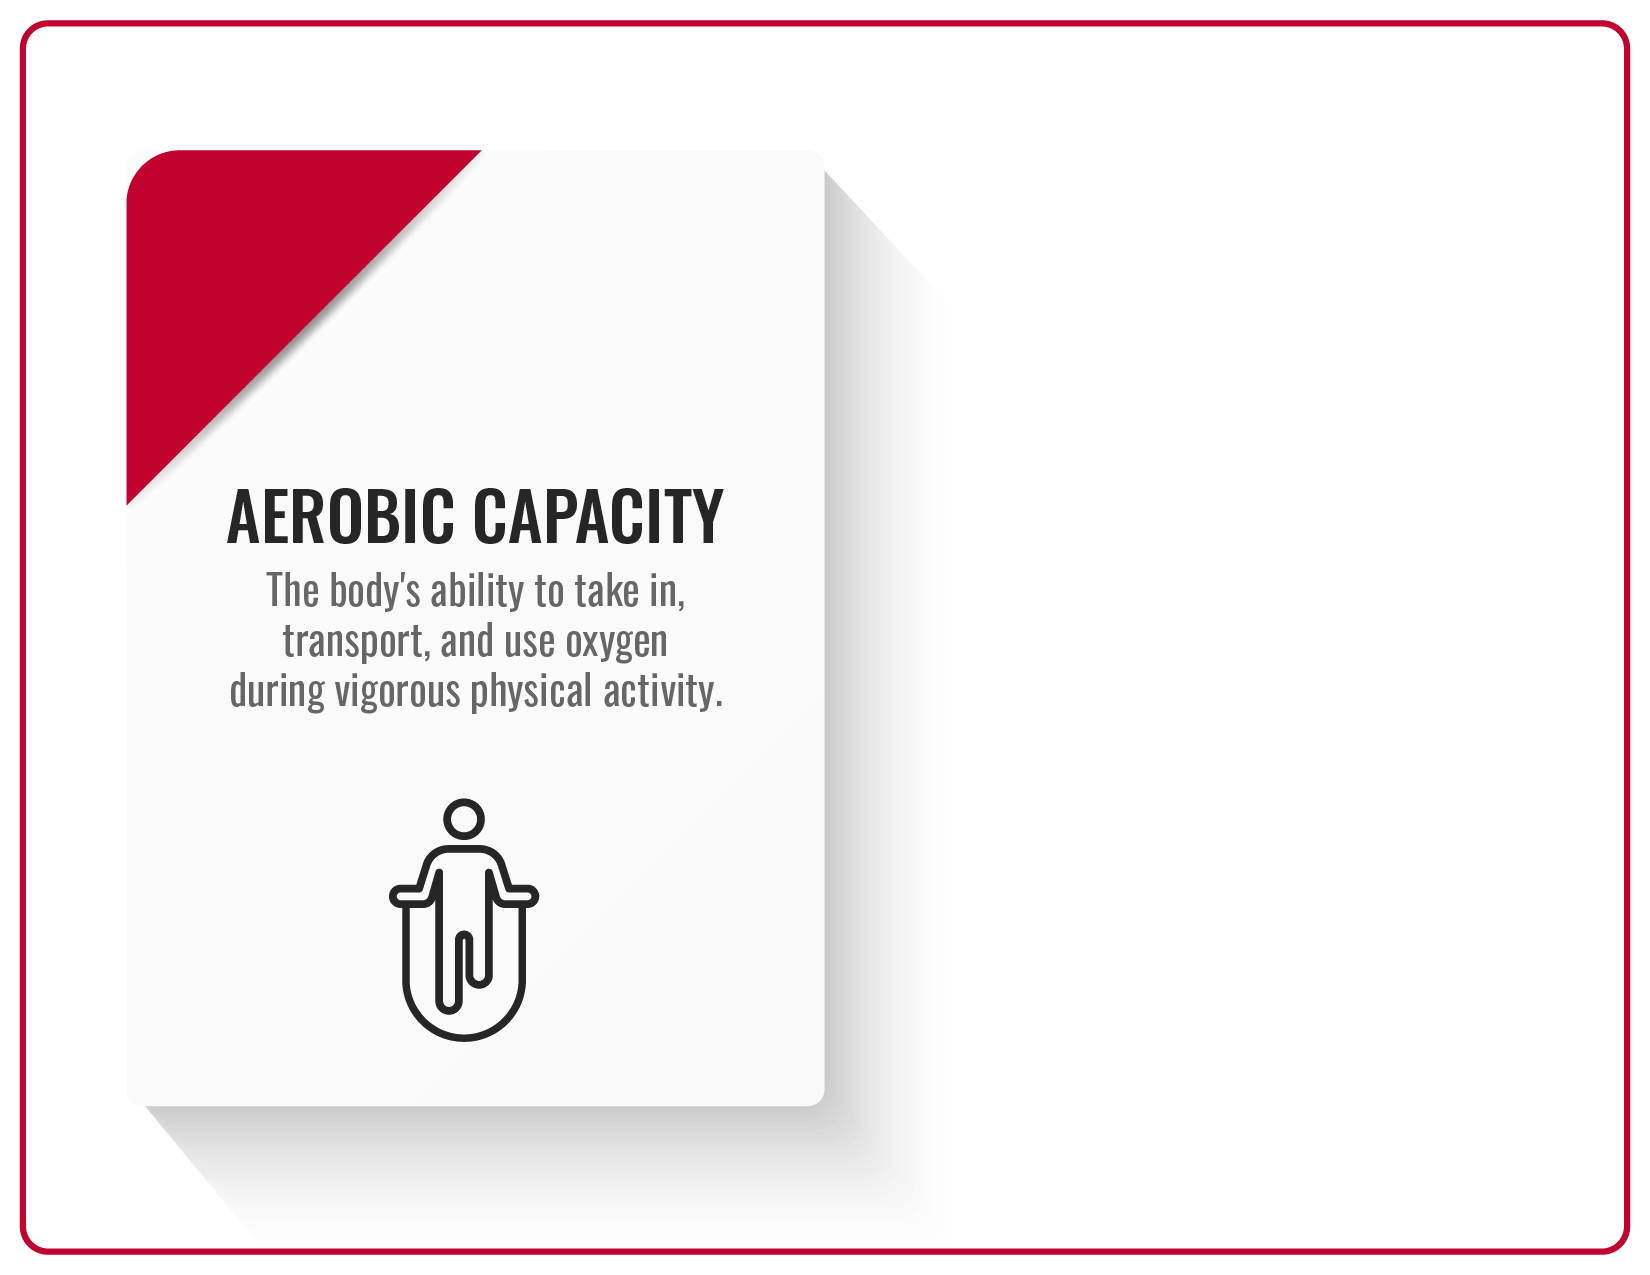 AEROBIC CAPACITY
The body's ability to take in,
transport, and use oxygen
during vigorous physical activity.